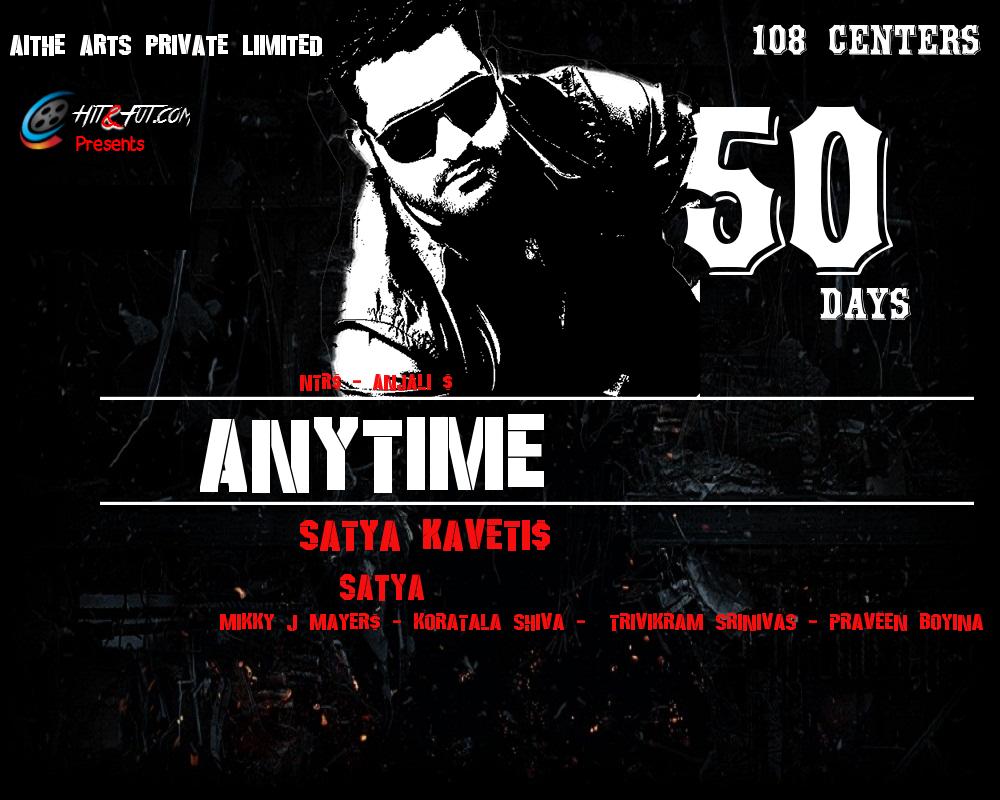 AITHE ARTS PRIVATE LIIMITED
108 CENTERS
HIT&FUT.COM
Presents
50
DAYS
NTRS - ANJALI $
ANYTIME
SATYA KAVETI$
SATYA
MIKKY J MAYER$ - KORATALA SHIVA - TRIVIKRAM SRINIVAS - PRAVEEN BOYINA